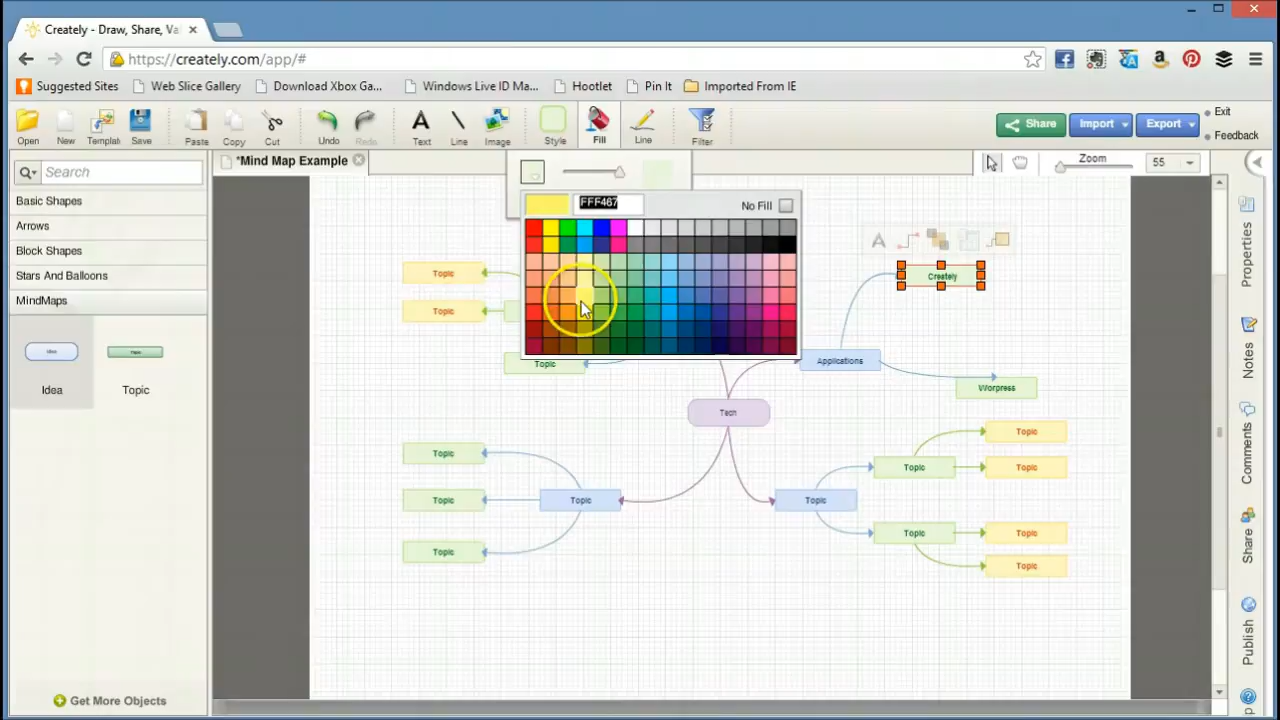 Creately - Draw, Share, Va
https://creately.com/app/#
Suggested Sites
Web Slice Gallery
Download Xbox Ga...
Windows Live ID Ma...
Hootlet
Pin It
Imported From IE
Open
New
Templat
Save
Paste
Copy
Cut
Undo
Redo
Text
Line
Image
Style
Fill
Line
Filter
Share
Import
Export
Exit
Feedback
Search
*Mind Map Example
Zoom
55
Basic Shapes
Arrows
Block Shapes
Stars And Balloons
MindMaps
Idea
Topic
Idea
Topic
Get More Objects
FFF467
No Fill
Topic
Topic
Topic
Creately
Applications
Worpress
Tech
Topic
Topic
Topic
Topic
Topic
Topic
Topic
Topic
Topic
Topic
Topic
Topic
Properties
Notes
Comments
Share
Publish